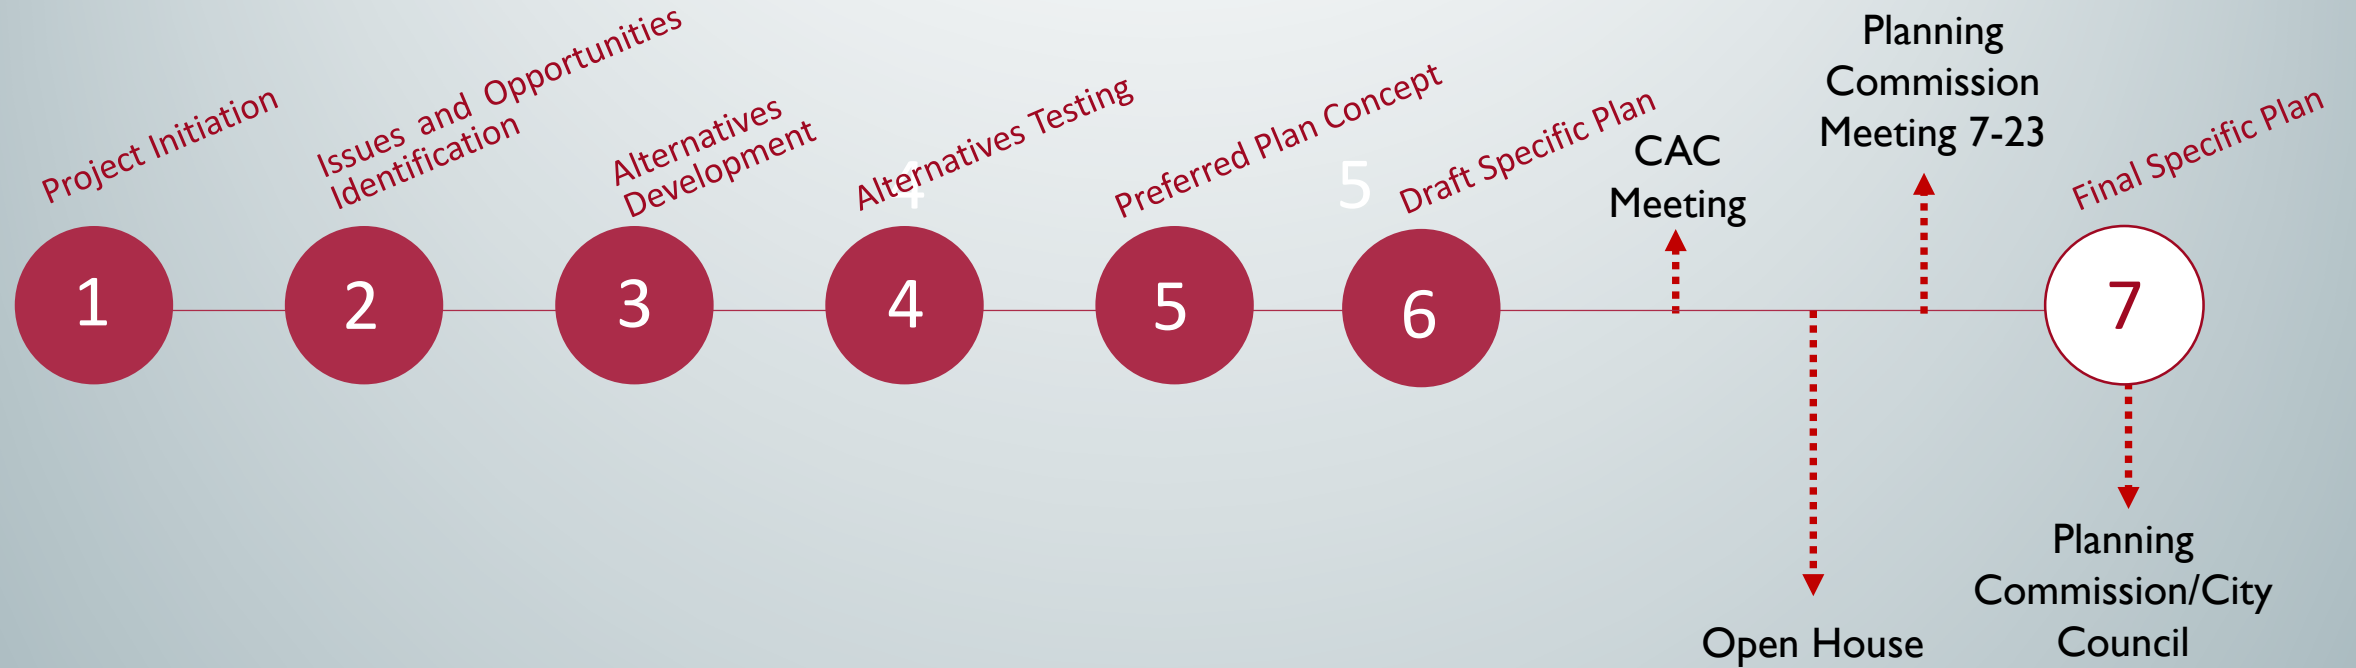 Project Initiation
Issues and Opportunities
Identification
Alternatives
Development
Alternatives Testing
4
Preferred Plan Concept
5
Draft Specific Plan
CAC
Meeting
Planning
Commission
Meeting 7-23
Final Specific Plan
1
2
3
4
5
6
7
Open House
Planning
Commission/City
Council